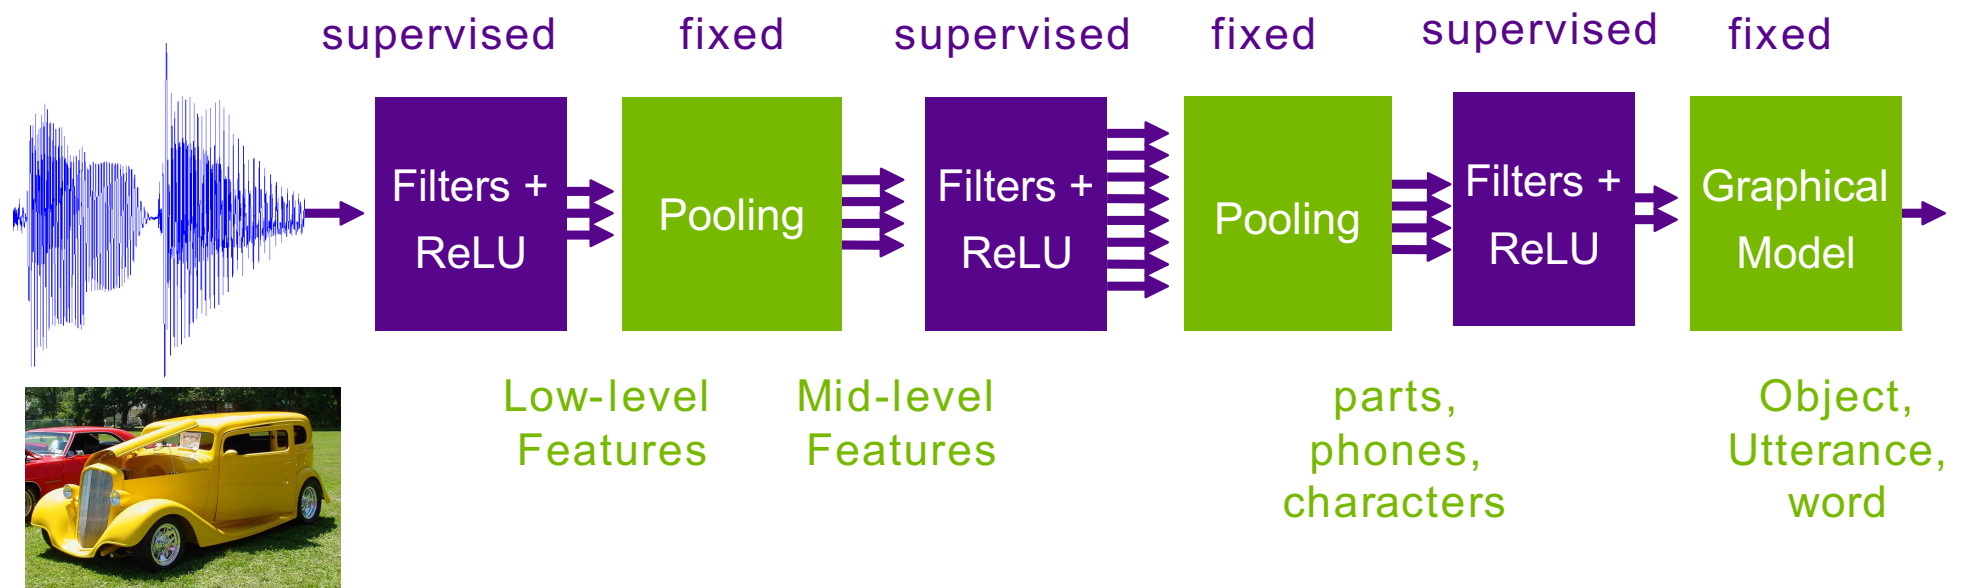 supervised fixed supervised fixed supervised fixed
Filters +
ReLU
Pooling
Filters +
ReLU
Pooling
Filters +
ReLU
Graphical
Model
Low-level
Features
Mid-level
Features
parts,
phones,
characters
Object,
Utterance,
word